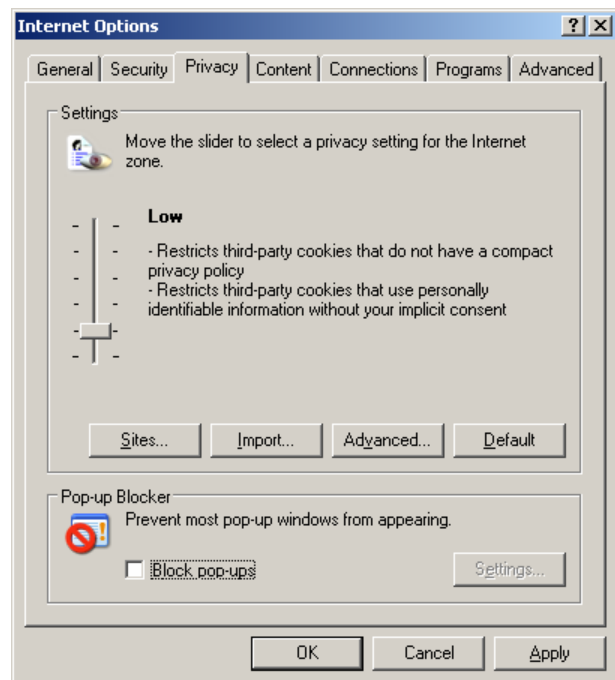 Internet Options
General Security Privacy Content Connections Programs Advanced
Settings
Move the slider to select a privacy setting for the Internet
zone.
Low
- Restricts third-party cookies that do not have a compact
privacy policy
- Restricts third-party cookies that use personally
identifiable information without your implicit consent
Sites... Import... Advanced... Default
Pop-up Blocker
Prevent most pop-up windows from appearing.
Block pop-ups Settings...
OK Cancel Apply